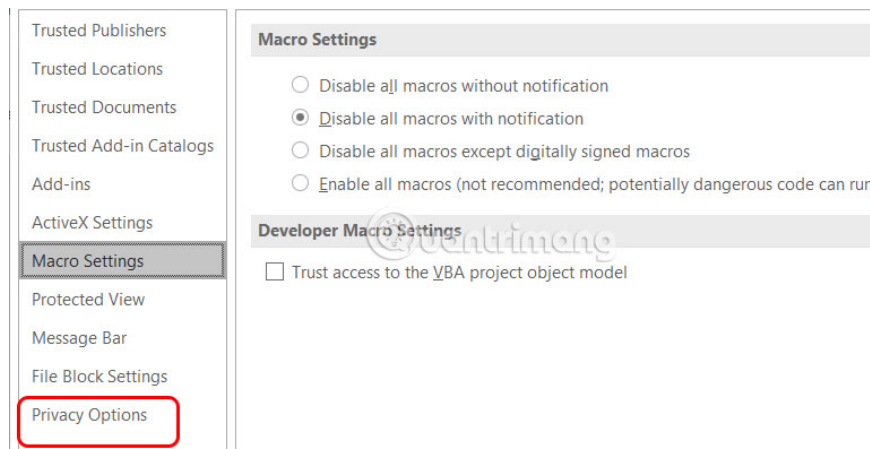 Trusted Publishers
Trusted Locations
Trusted Documents
Trusted Add-in Catalogs
Add-ins
ActiveX Settings
Macro Settings
Protected View
Message Bar
File Block Settings
Privacy Options
Macro Settings
Disable all macros without notification
Disable all macros with notification
Disable all macros except digitally signed macros
Enable all macros (not recommended; potentially dangerous code can run
Developer Macro Settings
Quantrimang
Trust access to the VBA project object model